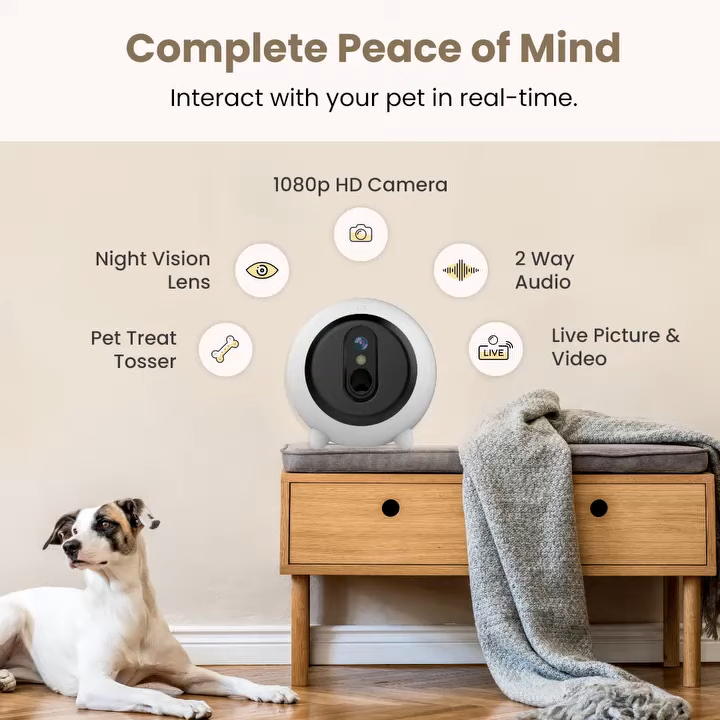 Complete Peace of Mind
Interact with your pet in real-time.
1080p HD Camera
Night Vision
Lens
2 Way
Audio
Pet Treat
Tosser
LIVE
Live Picture &
Video